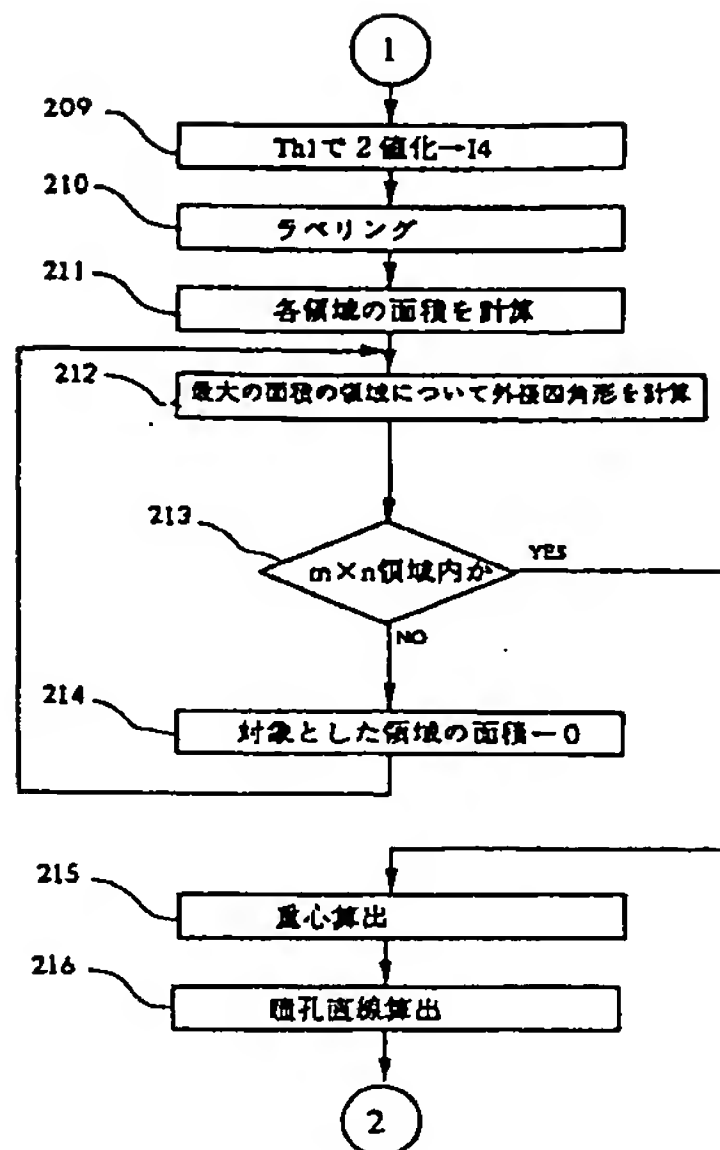 1
209
Th1で2値化→I4
210
ラベリング
211
各領域の面積を計算
212
最大の面積の領域について外接四角形を計算
213
m×n領域内か
YES
NO
214
対象とした領域の面積←0
215
重心算出
216
噴孔直線算出
2